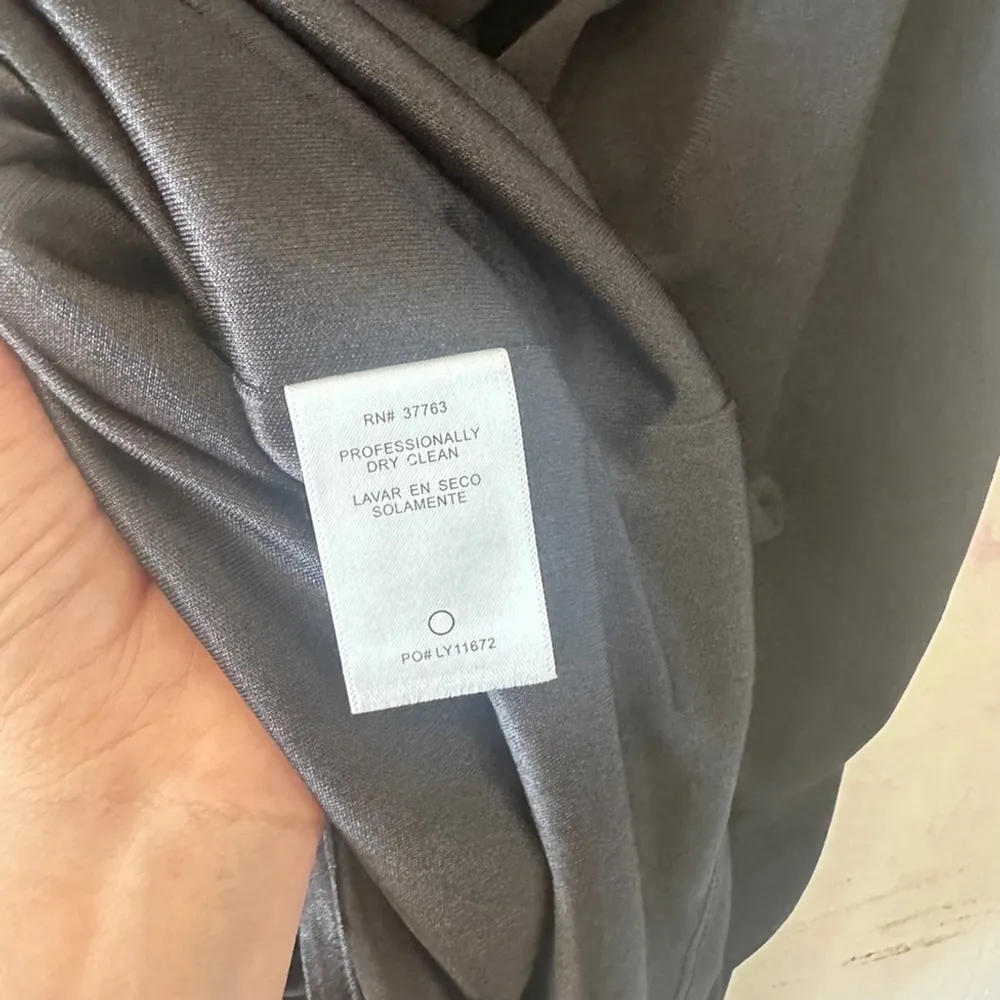 RN# 37763
PROFESSIONALLY
DRY CLEAN
LAVAR EN SECO
SOLAMENTE
PO# LY11672